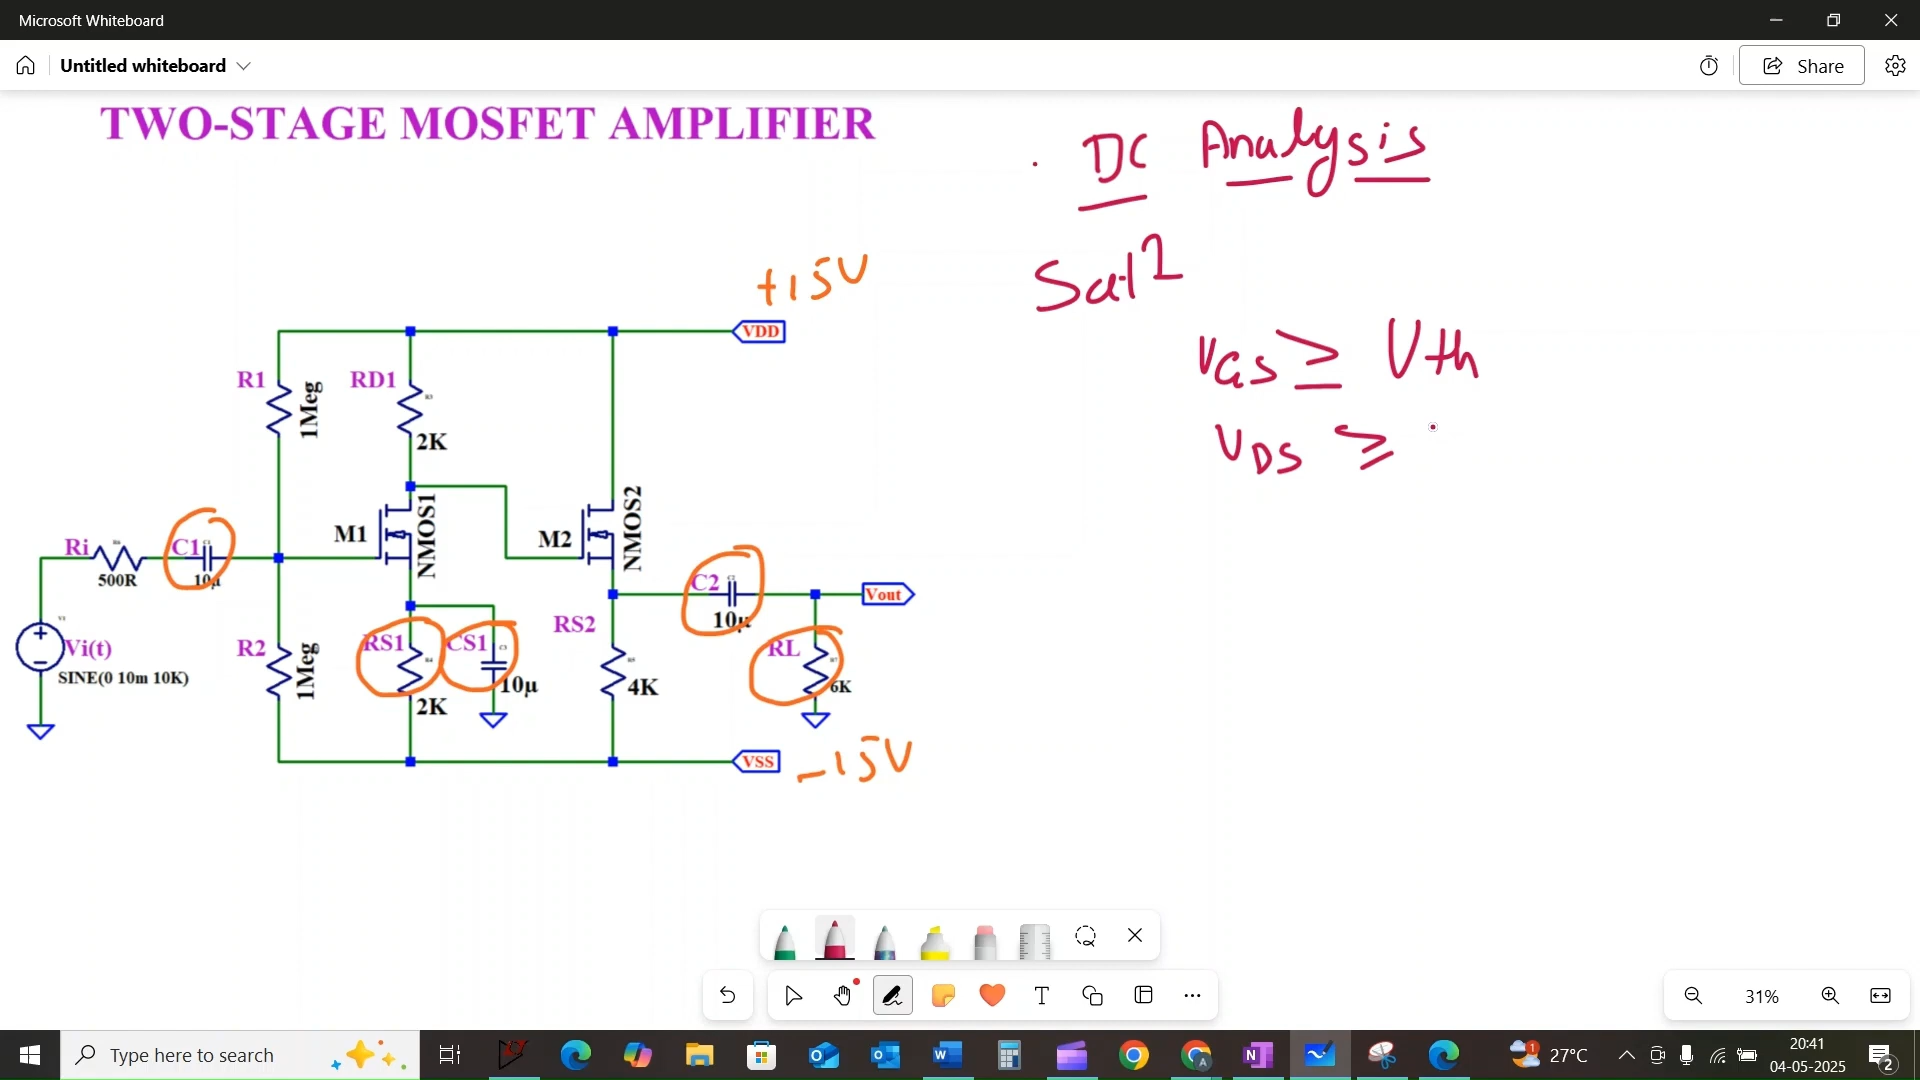 Microsoft Whiteboard
Untitled whiteboard
Share
TWO-STAGE MOSFET AMPLIFIER
DC Analysis
+15V
VDD
R1
1Meg
RD1
2K
M1
NMOS1
M2
NMOS2
Ri
500R
C1
10µ
Vi(t)
SINE(0 10m 10K)
R2
1Meg
RS1
2K
CS1
10µ
RS2
4K
C2
10µ
Vout
RL
6K
VSS
-15V
VGS ≥ Vth
VDS ≥
31%
Type here to search
27°C
20:41
04-05-2025
2